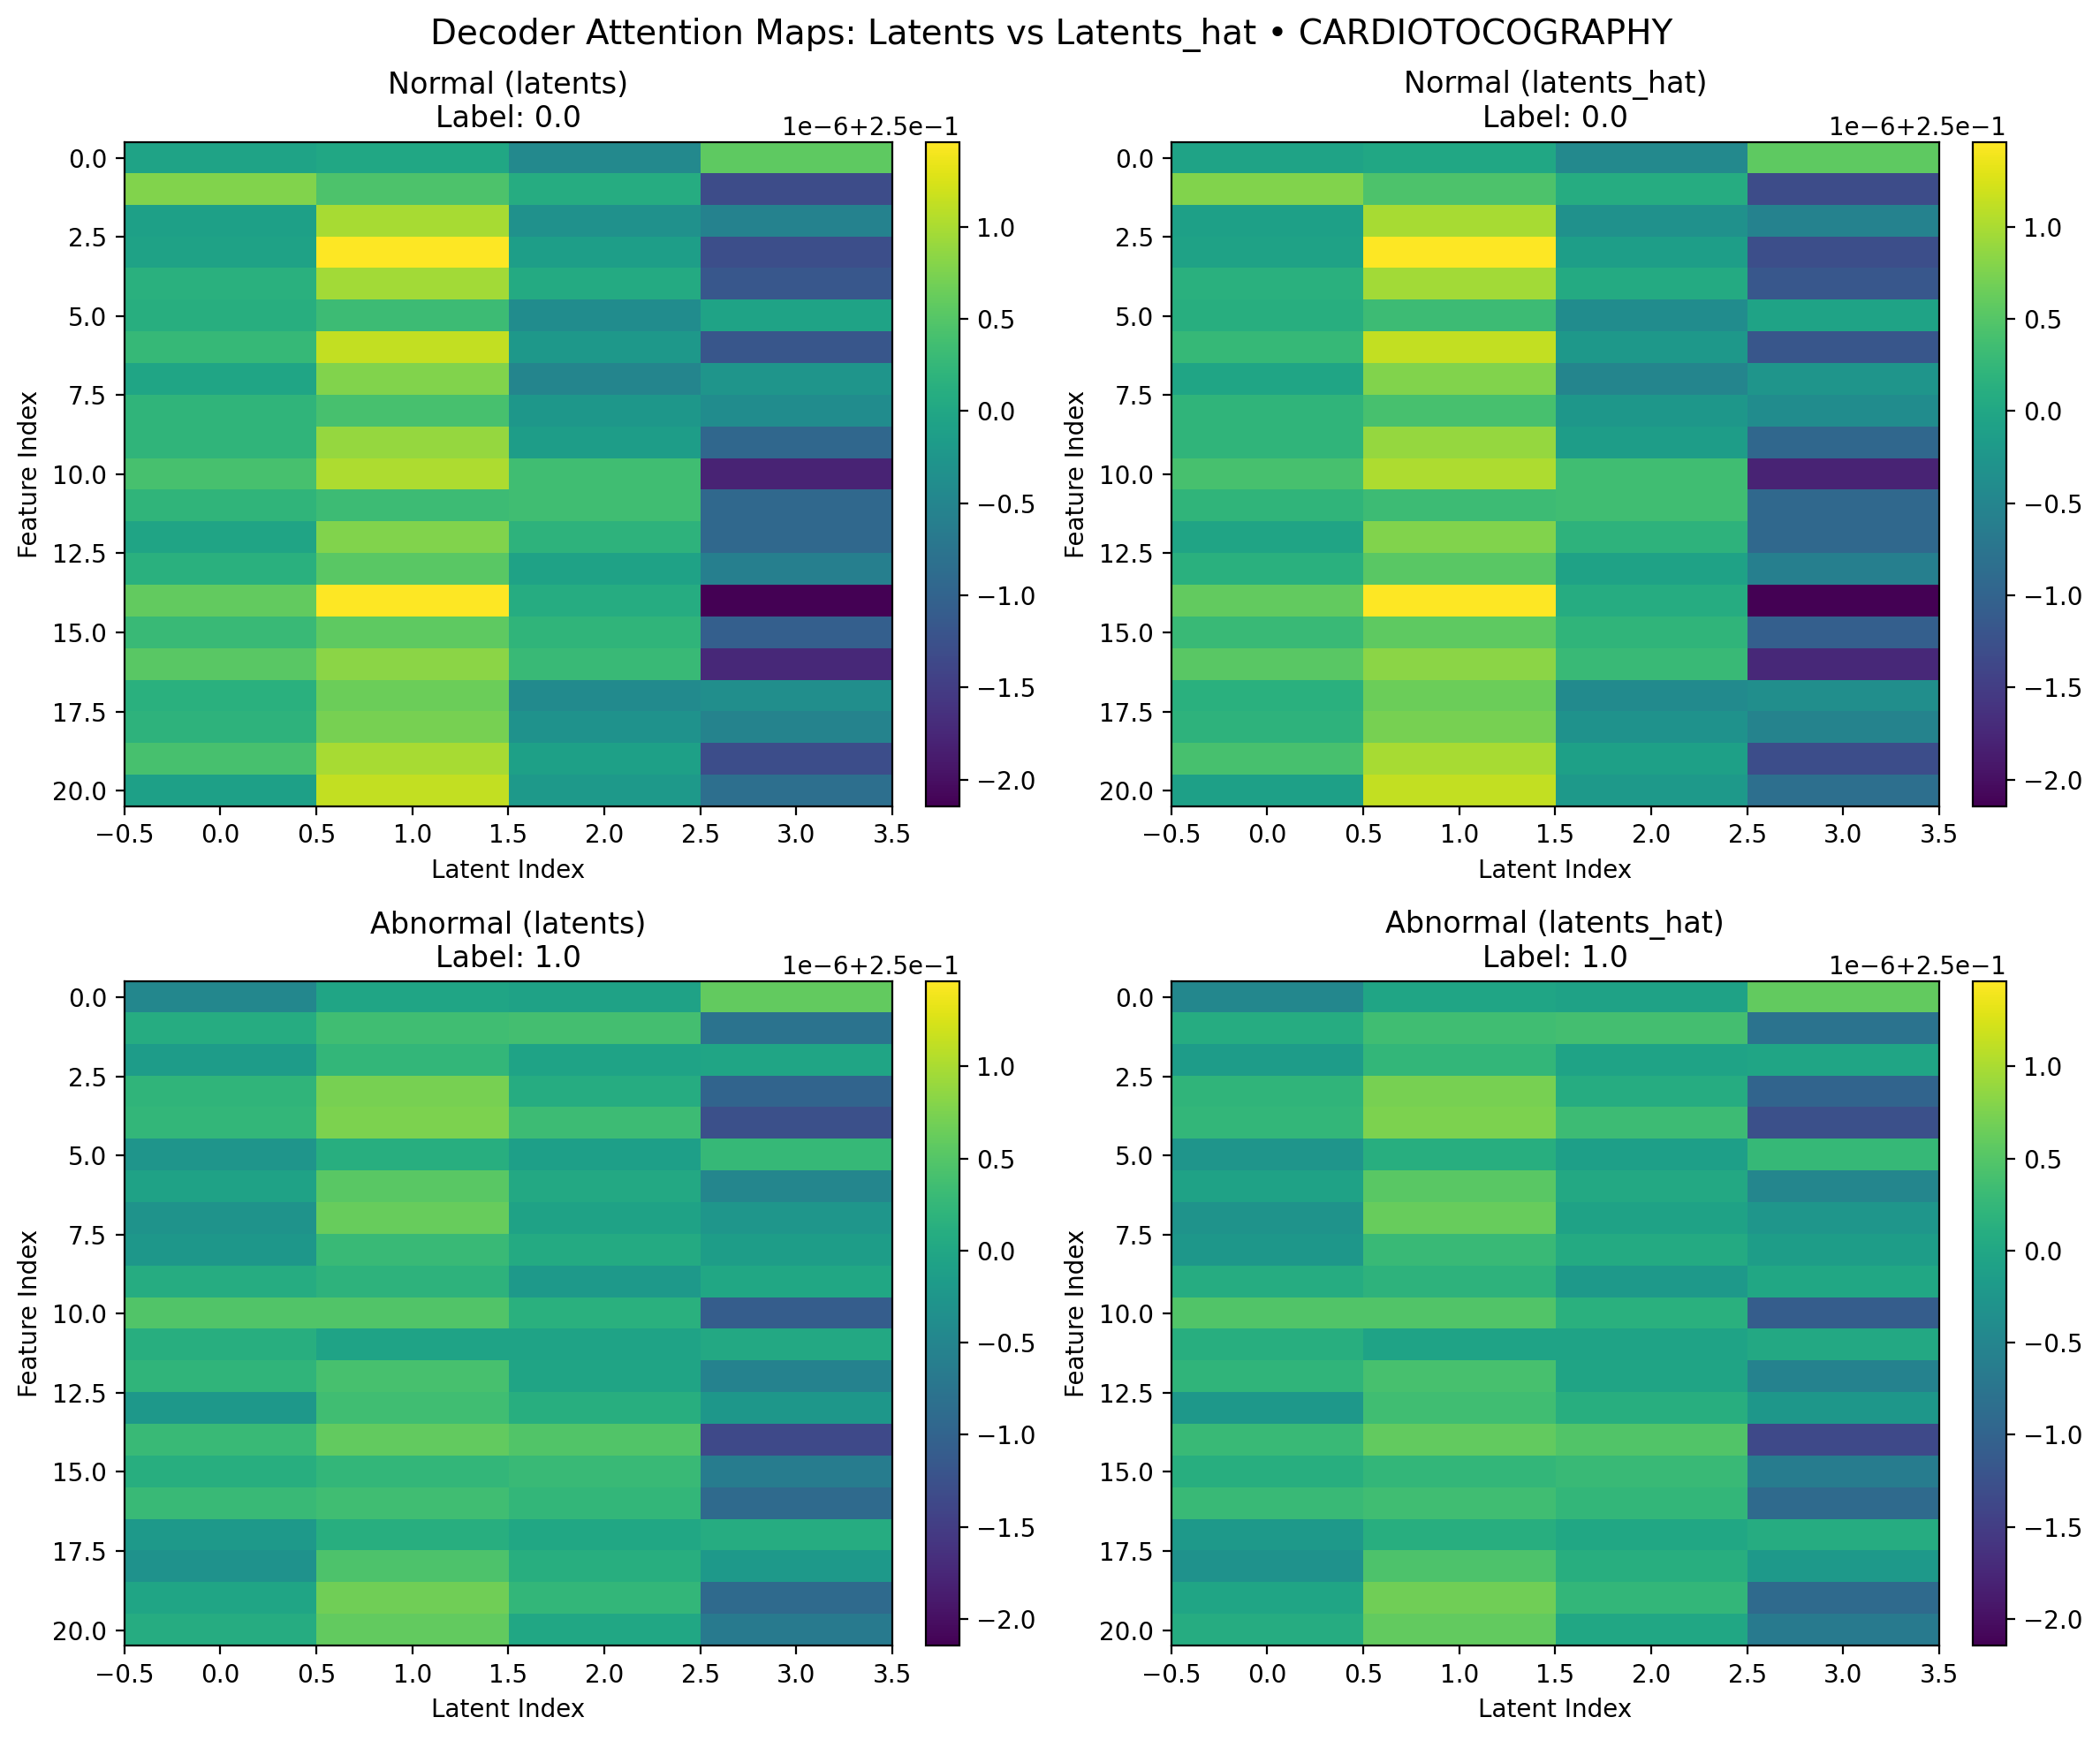 Decoder Attention Maps: Latents vs Latents_hat • CARDIOTOCOGRAPHY
Normal (latents)
Label: 0.0
1e−6+2.5e−1
0.0
2.5
5.0
7.5
10.0
12.5
15.0
17.5
20.0
Feature Index
−0.5 0.0 0.5 1.0 1.5 2.0 2.5 3.0 3.5
Latent Index
1.0
0.5
0.0
−0.5
−1.0
−1.5
−2.0
Normal (latents_hat)
Label: 0.0
1e−6+2.5e−1
0.0
2.5
5.0
7.5
10.0
12.5
15.0
17.5
20.0
Feature Index
−0.5 0.0 0.5 1.0 1.5 2.0 2.5 3.0 3.5
Latent Index
1.0
0.5
0.0
−0.5
−1.0
−1.5
−2.0
Abnormal (latents)
Label: 1.0
1e−6+2.5e−1
0.0
2.5
5.0
7.5
10.0
12.5
15.0
17.5
20.0
Feature Index
−0.5 0.0 0.5 1.0 1.5 2.0 2.5 3.0 3.5
Latent Index
1.0
0.5
0.0
−0.5
−1.0
−1.5
−2.0
Abnormal (latents_hat)
Label: 1.0
1e−6+2.5e−1
0.0
2.5
5.0
7.5
10.0
12.5
15.0
17.5
20.0
Feature Index
−0.5 0.0 0.5 1.0 1.5 2.0 2.5 3.0 3.5
Latent Index
1.0
0.5
0.0
−0.5
−1.0
−1.5
−2.0